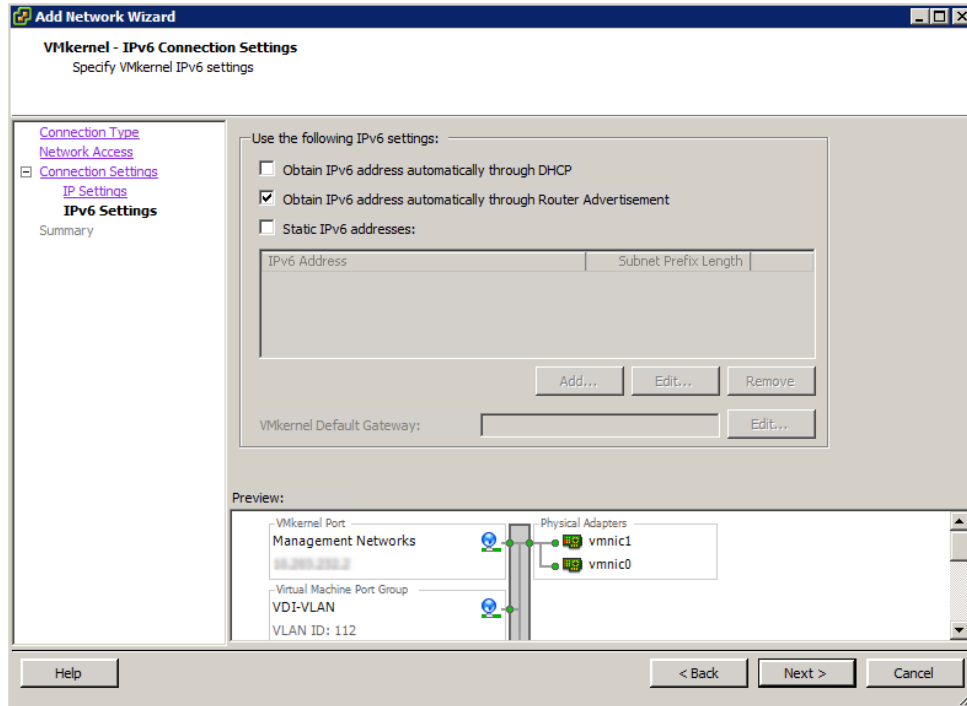 Add Network Wizard
VMkernel - IPv6 Connection Settings
Specify VMkernel IPv6 settings
Connection Type
Network Access
Connection Settings
IP Settings
IPv6 Settings
Summary
Use the following IPv6 settings:
Obtain IPv6 address automatically through DHCP
Obtain IPv6 address automatically through Router Advertisement
Static IPv6 addresses:
IPv6 Address Subnet Prefix Length
Add... Edit... Remove
VMkernel Default Gateway: Edit...
Preview:
VMkernel Port Physical Adapters
Management Networks vmnic1
vmnic0
Virtual Machine Port Group
VDI-VLAN
VLAN ID: 112
Help < Back Next > Cancel